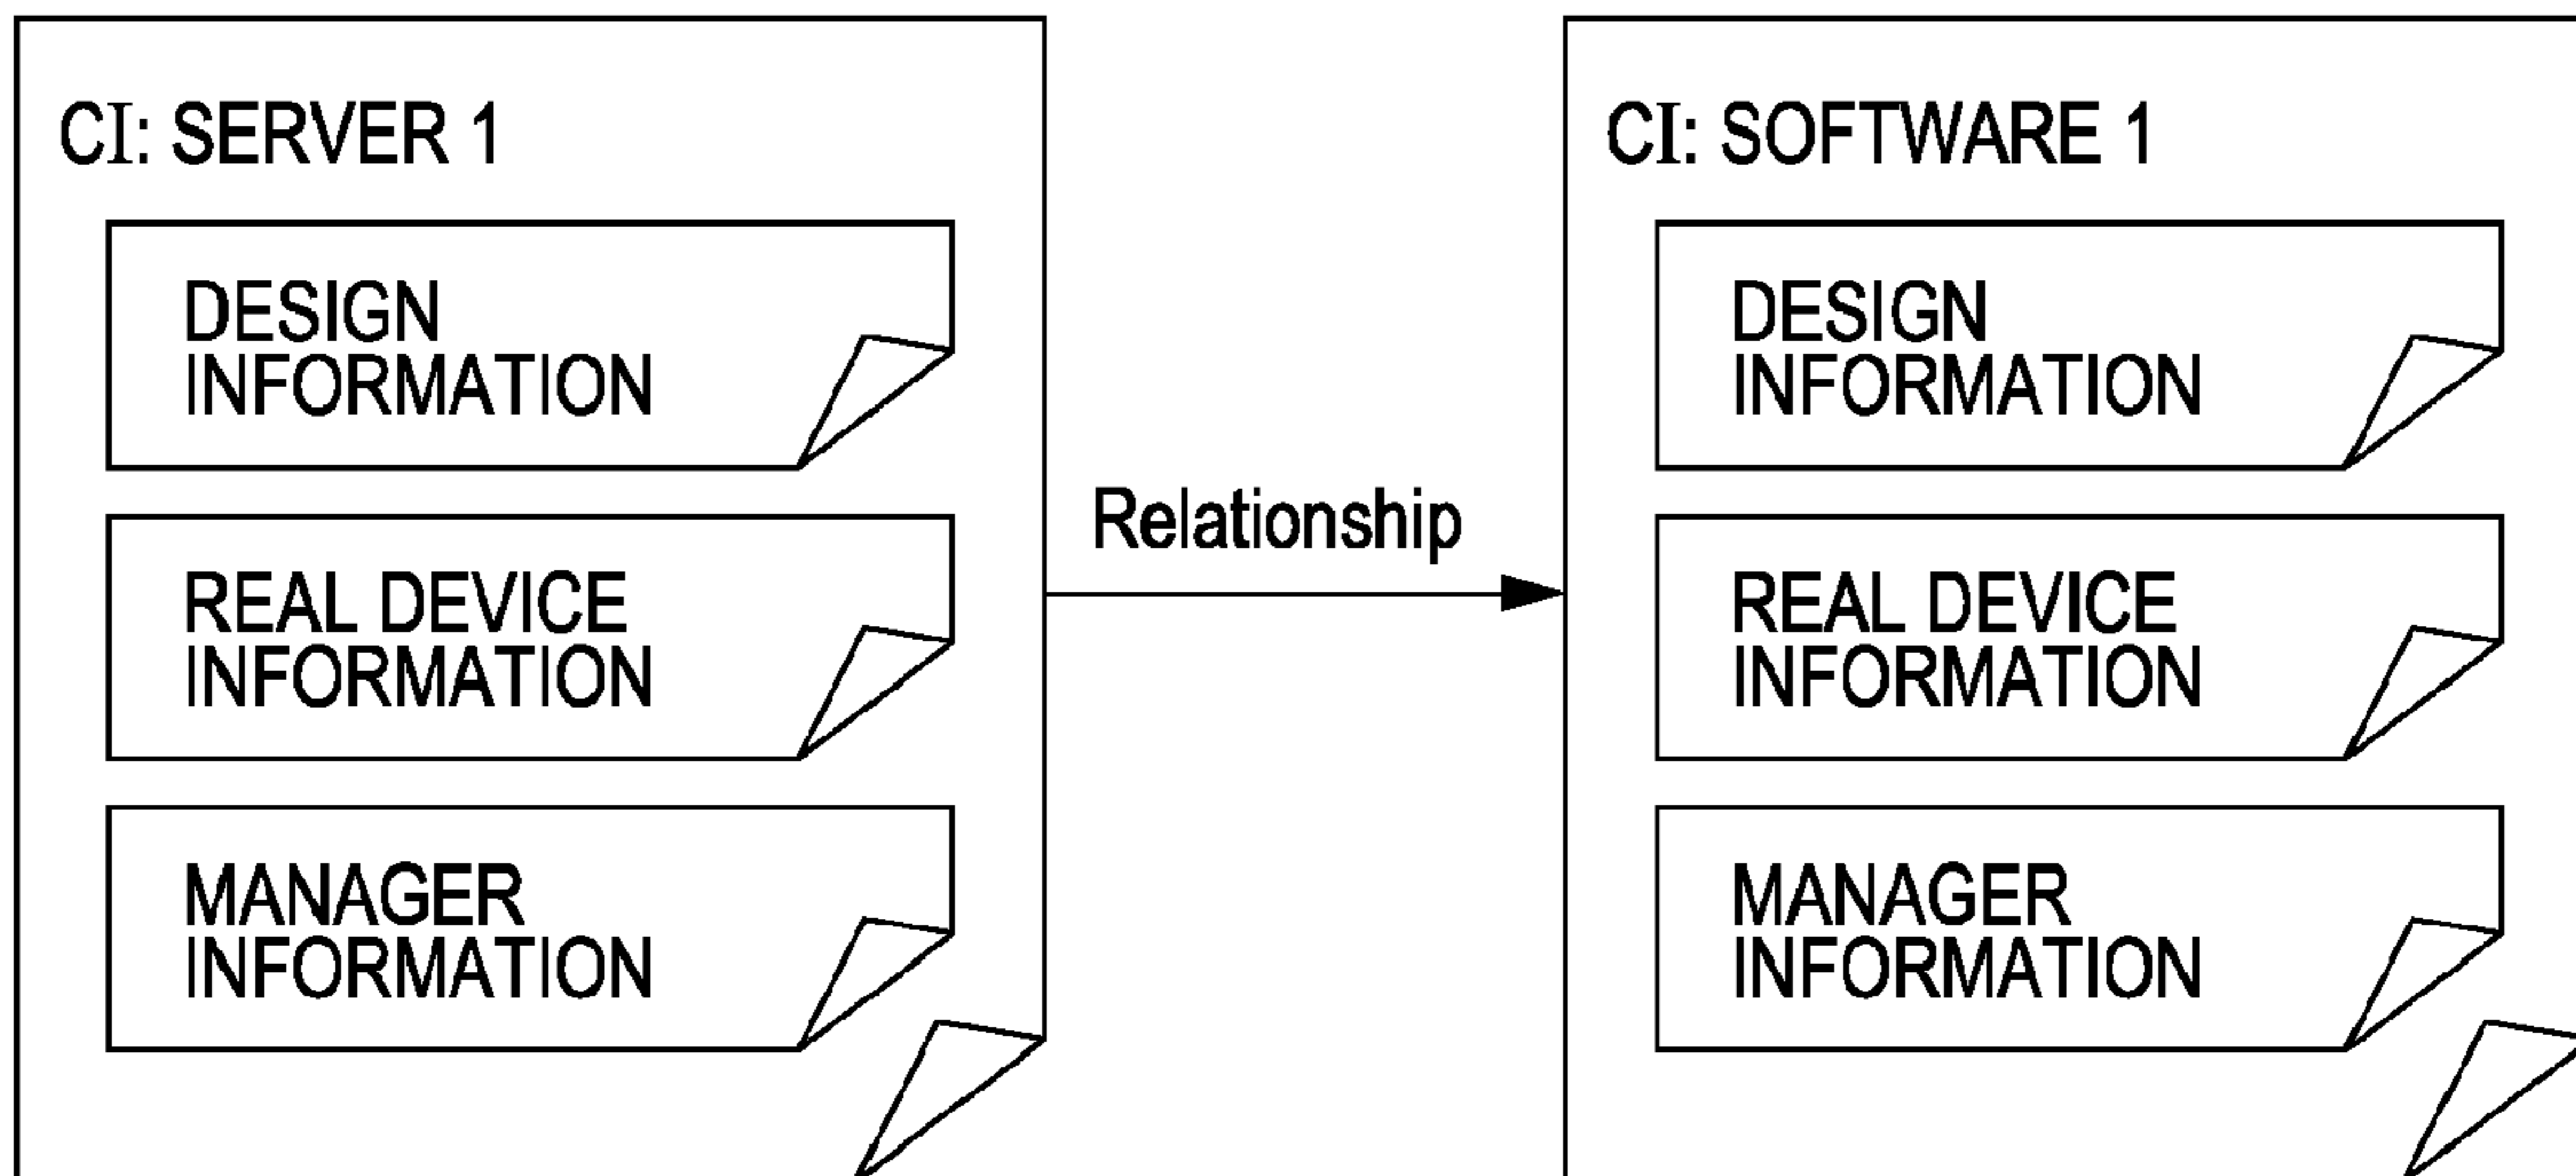 CI: SERVER 1
DESIGN
INFORMATION
REAL DEVICE
INFORMATION
MANAGER
INFORMATION
Relationship
CI: SOFTWARE 1
DESIGN
INFORMATION
REAL DEVICE
INFORMATION
MANAGER
INFORMATION